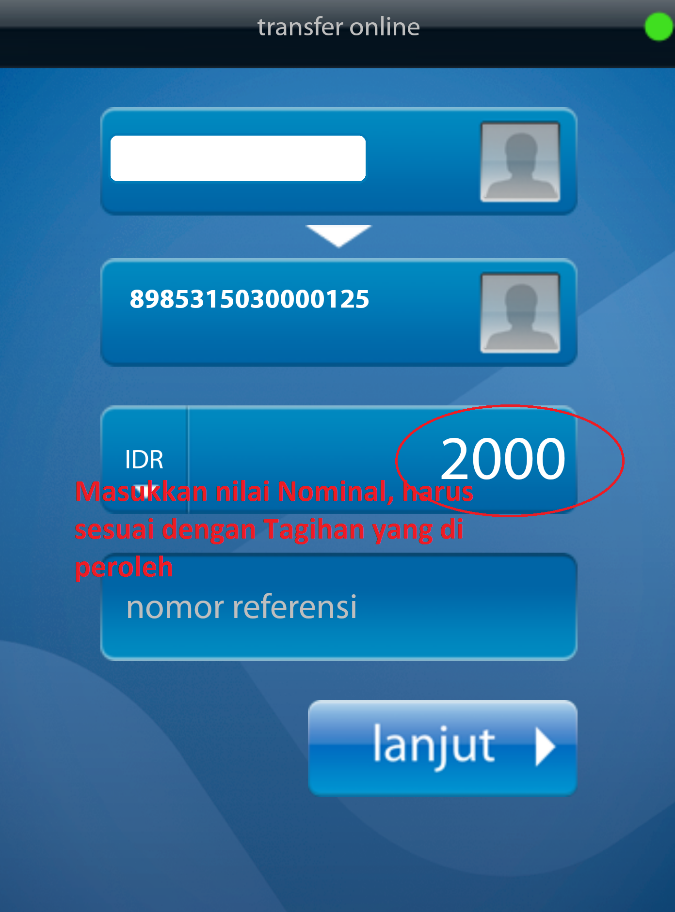 transfer online
8985315030000125
IDR
2000
Masukkan nilai Nominal, harus
sesuai dengan Tagihan yang di
peroleh
nomor referensi
lanjut